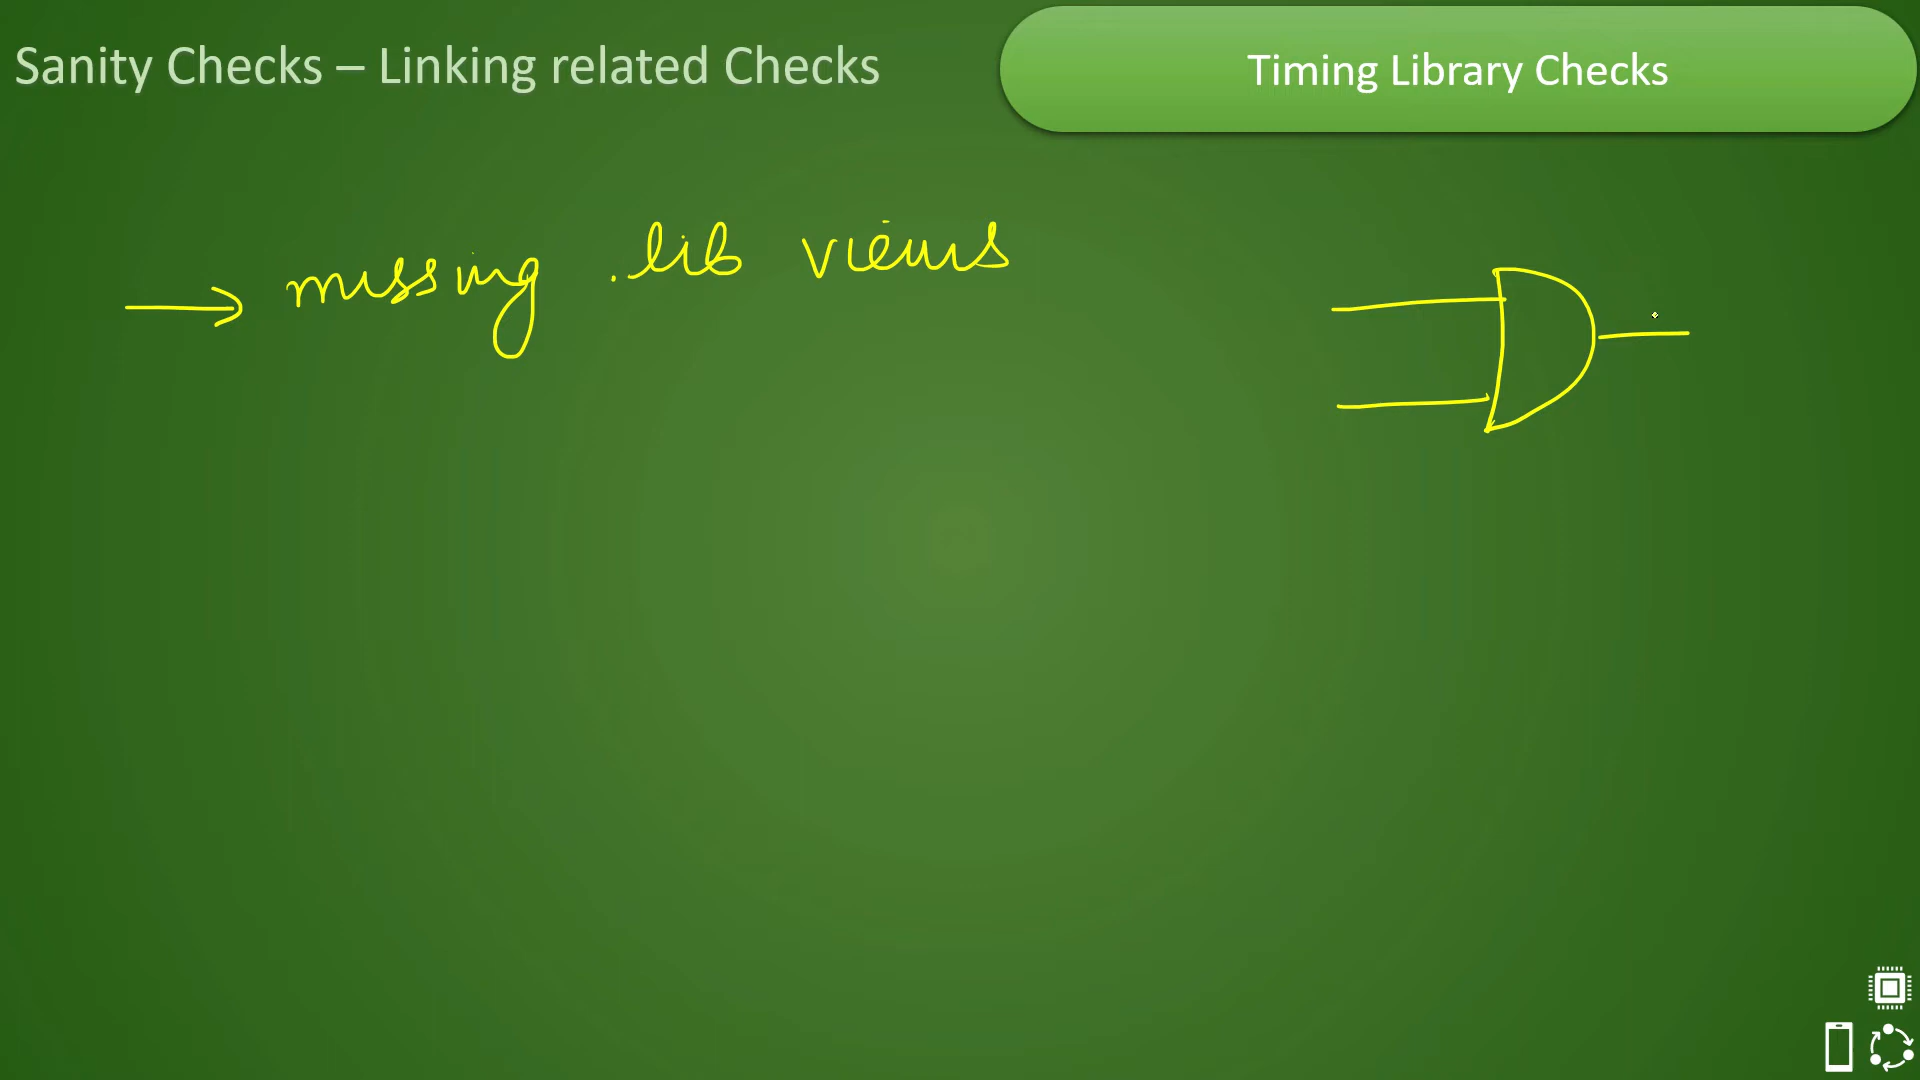 Sanity Checks – Linking related Checks
Timing Library Checks
→ missing .lib views